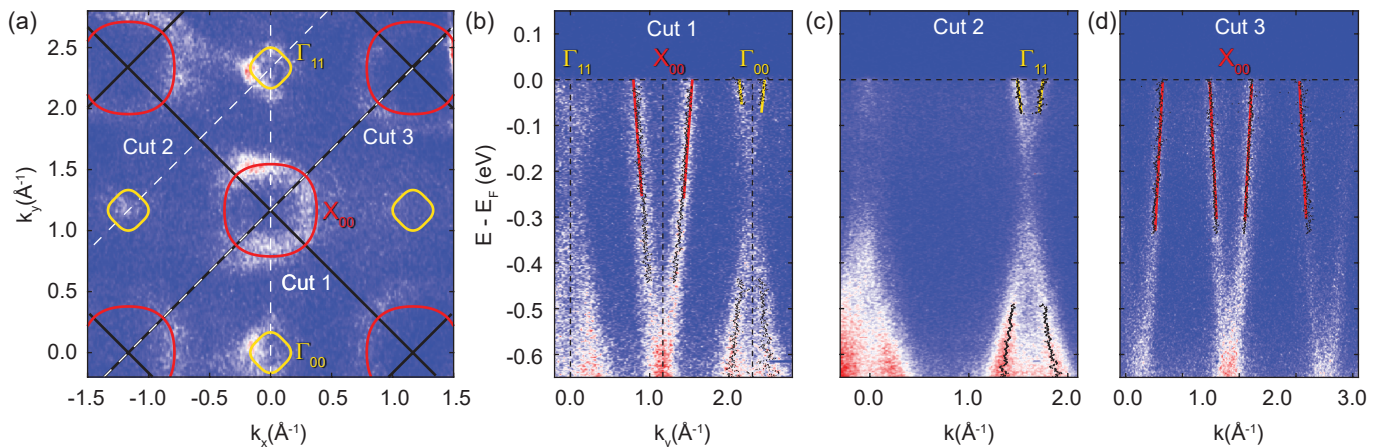 (a)
2.5
2.0
1.5
1.0
0.5
0.0
k_y(Å⁻¹)
-1.5
-1.0
-0.5
0.0
0.5
1.0
1.5
k_x(Å⁻¹)
Γ₁₁
Cut 2
Cut 3
X₀₀
Cut 1
Γ₀₀
(b)
Cut 1
0.1
0.0
-0.1
-0.2
-0.3
-0.4
-0.5
-0.6
E - E_F (eV)
Γ₁₁
X₀₀
Γ₀₀
0.0
1.0
2.0
k_y(Å⁻¹)
(c)
Cut 2
Γ₁₁
0.0
1.0
2.0
k(Å⁻¹)
(d)
Cut 3
X₀₀
0.0
1.0
2.0
3.0
k(Å⁻¹)